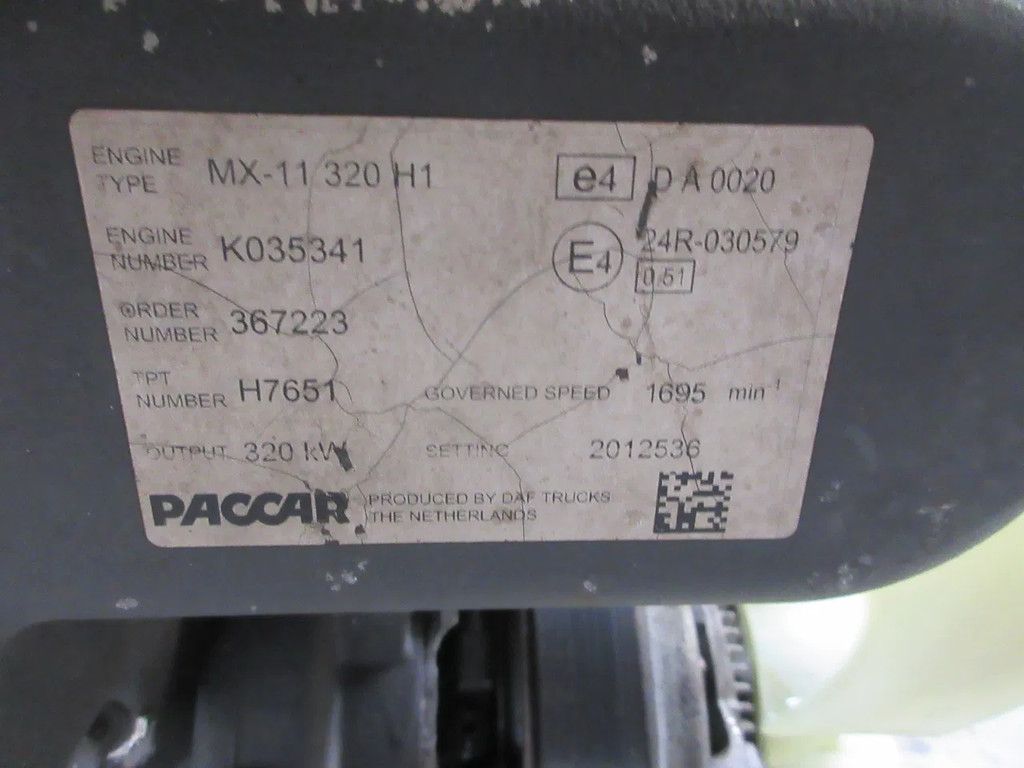 ENGINE TYPE MX-11 320 H1
e4 D A 0020
ENGINE NUMBER K035341
E4 24R-030579
0.51
ORDER NUMBER 367223
TPT NUMBER H7651
GOVERNED SPEED 1695 min-1
OUTPUT 320 kW
SETTING 2012536
PACCAR
PRODUCED BY DAF TRUCKS
THE NETHERLANDS